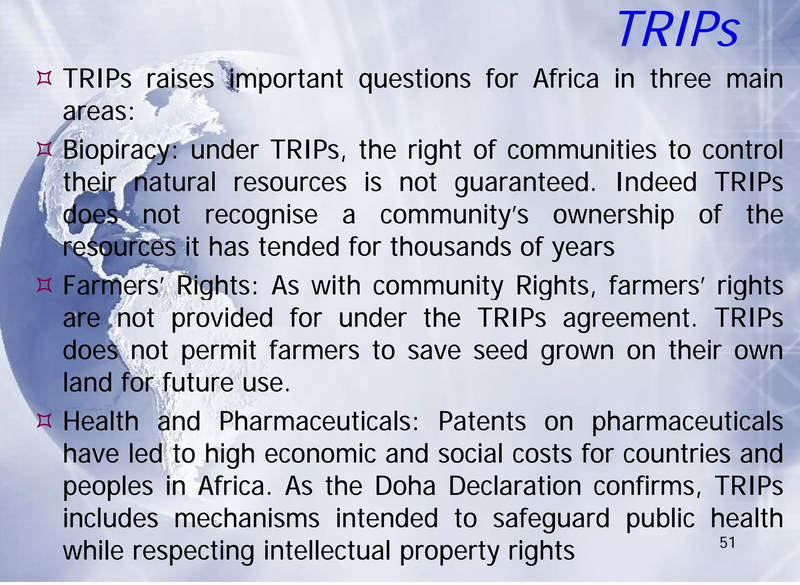 TRIPs
TRIPs raises important questions for Africa in three main
areas:
Biopiracy: under TRIPs, the right of communities to control
their natural resources is not guaranteed. Indeed TRIPs
does not recognise a community's ownership of the
resources it has tended for thousands of years
Farmers' Rights: As with community Rights, farmers' rights
are not provided for under the TRIPs agreement. TRIPs
does not permit farmers to save seed grown on their own
land for future use.
Health and Pharmaceuticals: Patents on pharmaceuticals
have led to high economic and social costs for countries and
peoples in Africa. As the Doha Declaration confirms, TRIPs
includes mechanisms intended to safeguard public health
while respecting intellectual property rights
51